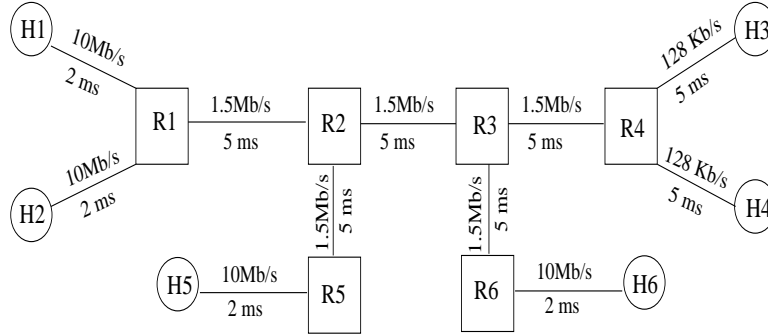 H1
10Mb/s
2 ms
H2
10Mb/s
2 ms
R1
1.5Mb/s
5 ms
R2
1.5Mb/s
5 ms
R3
1.5Mb/s
5 ms
R4
128 Kb/s
5 ms
H3
128 Kb/s
5 ms
H4
1.5Mb/s
5 ms
1.5Mb/s
5 ms
H5
10Mb/s
2 ms
R5
R6
10Mb/s
2 ms
H6